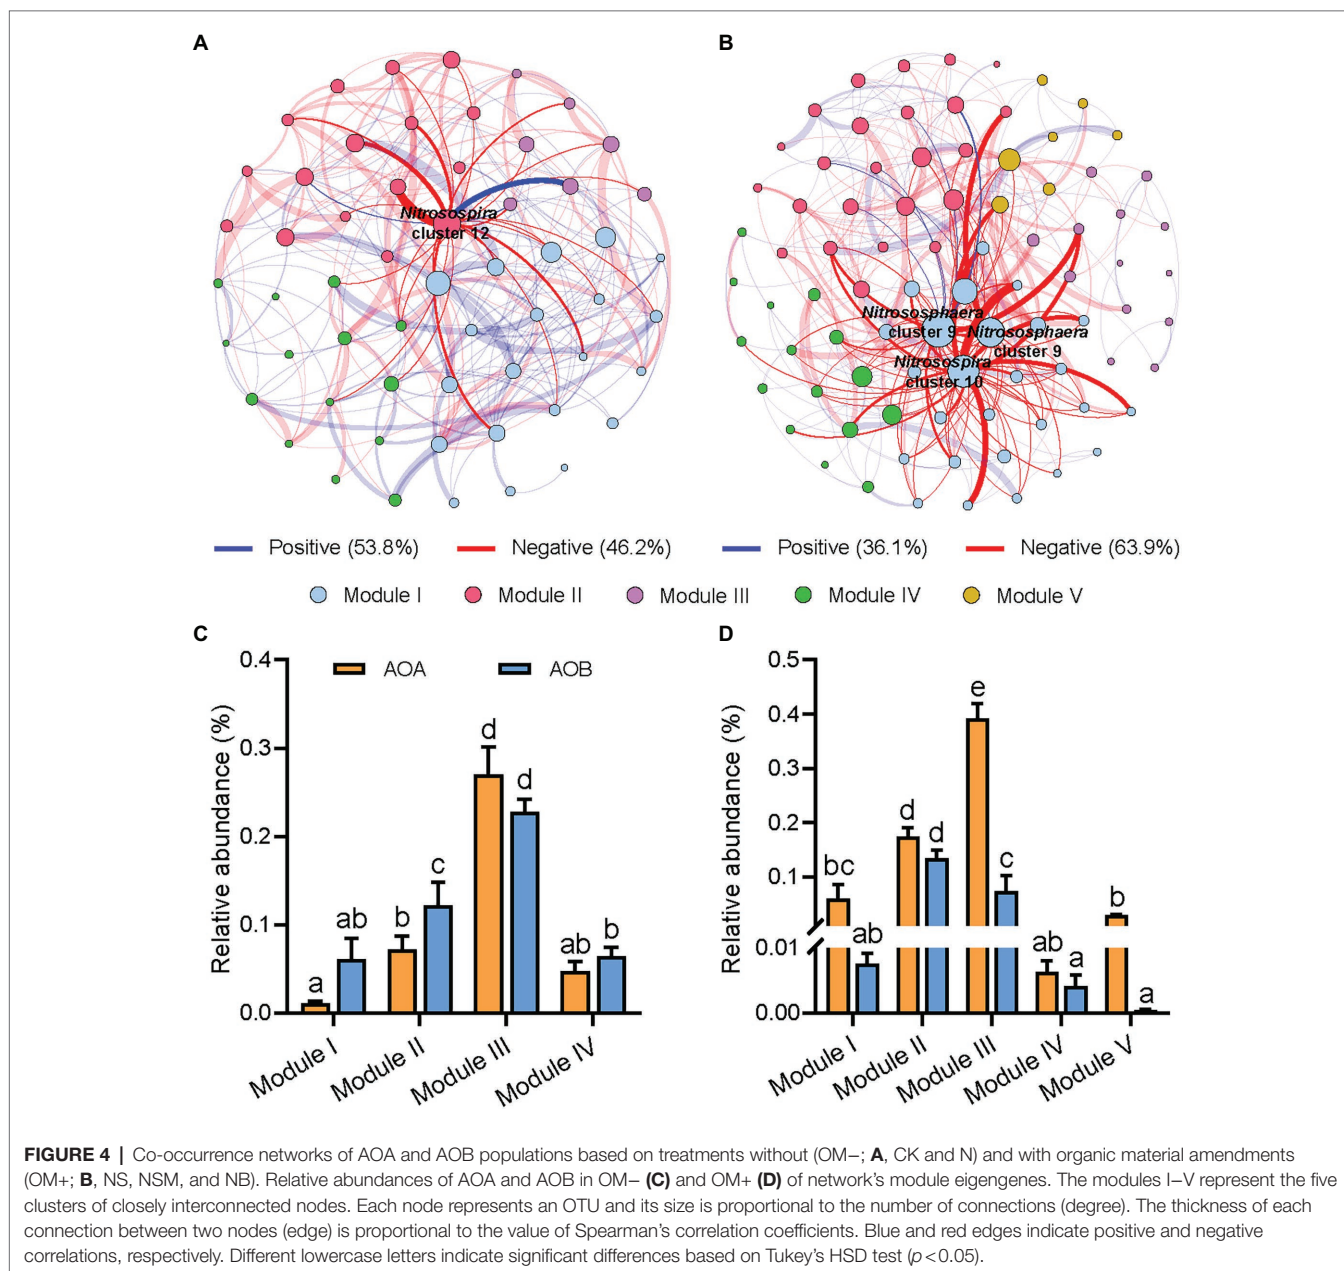 A
B
Nitrosospira
cluster 12
Nitrososphaera
cluster 9
Nitrososphaera
cluster 9
Nitrosospira
cluster 10
Positive (53.8%)
Negative (46.2%)
Positive (36.1%)
Negative (63.9%)
Module I
Module II
Module III
Module IV
Module V
C
AOA
AOB
Relative abundance (%)
0.4
0.3
0.2
0.1
0.0
a
ab
b
c
d
d
ab
b
Module I
Module II
Module III
Module IV
D
Relative abundance (%)
0.5
0.4
0.3
0.2
0.1
0.01
0.00
bc
ab
d
d
e
c
ab
a
b
a
Module I
Module II
Module III
Module IV
Module V
FIGURE 4 | Co-occurrence networks of AOA and AOB populations based on treatments without (OM−; A, CK and N) and with organic material amendments
(OM+; B, NS, NSM, and NB). Relative abundances of AOA and AOB in OM− (C) and OM+ (D) of network's module eigengenes. The modules I–V represent the five
clusters of closely interconnected nodes. Each node represents an OTU and its size is proportional to the number of connections (degree). The thickness of each
connection between two nodes (edge) is proportional to the value of Spearman's correlation coefficients. Blue and red edges indicate positive and negative
correlations, respectively. Different lowercase letters indicate significant differences based on Tukey's HSD test (p<0.05).